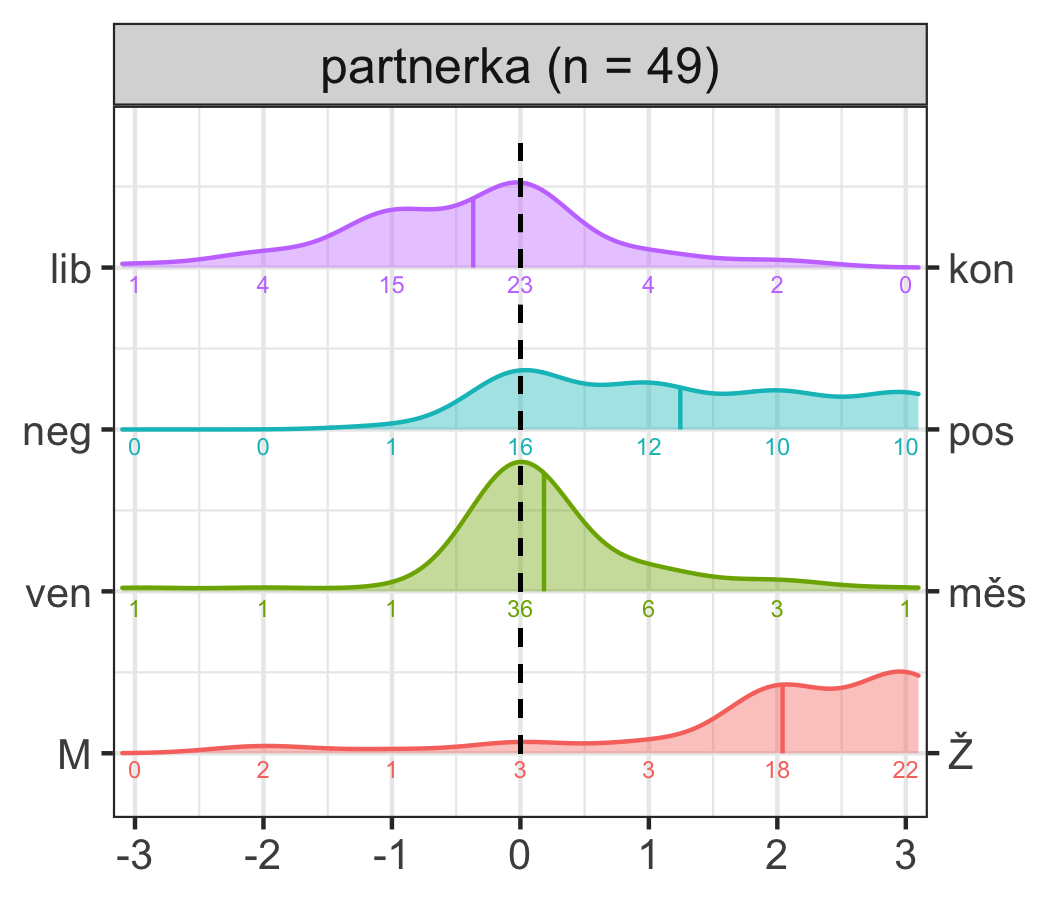 partnerka (n = 49)
lib kon
1 4 15 23 4 2 0
neg pos
0 0 1 16 12 10 10
ven měs
1 1 1 36 6 3 1
M Ž
0 2 1 3 3 18 22
-3 -2 -1 0 1 2 3